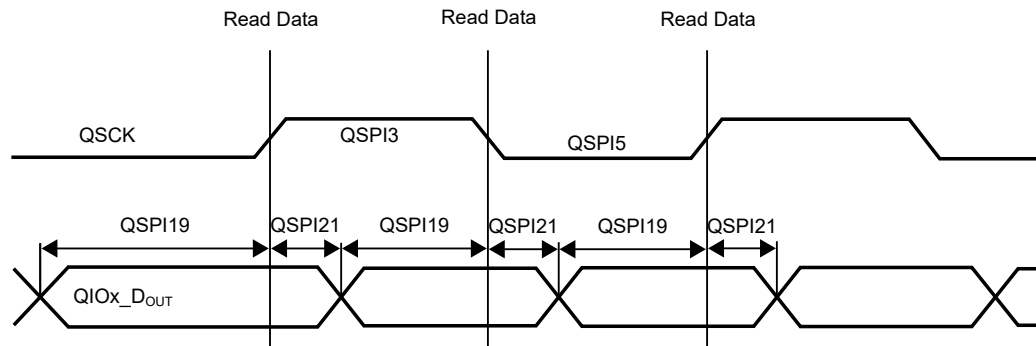 Read Data Read Data Read Data
QSCK QSPI3 QSPI5
QSPI19 QSPI21 QSPI19 QSPI21 QSPI19 QSPI21
QIOx_DOUT